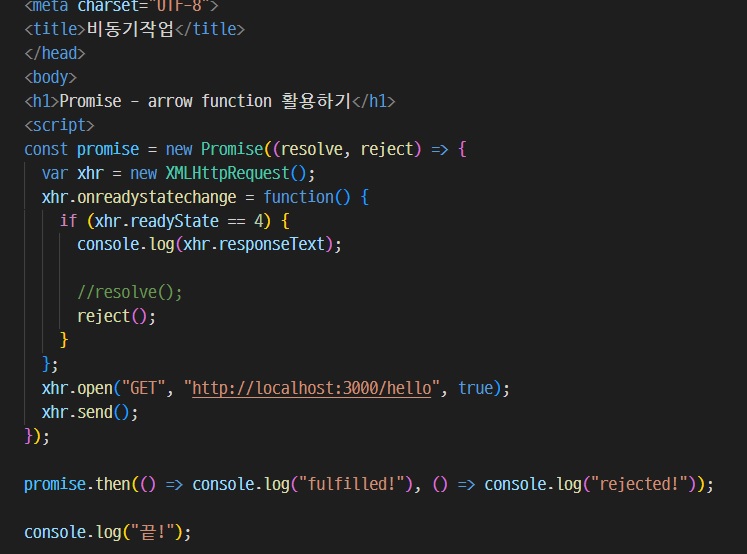 <meta charset="UTF-8">
<title>비동기작업</title>
</head>
<body>
<h1>Promise - arrow function 활용하기</h1>
<script>
const promise = new Promise((resolve, reject) => {
  var xhr = new XMLHttpRequest();
  xhr.onreadystatechange = function() {
    if (xhr.readyState == 4) {
      console.log(xhr.responseText);

      //resolve();
      reject();
    }
  };
  xhr.open("GET", "http://localhost:3000/hello", true);
  xhr.send();
});

promise.then(() => console.log("fulfilled!"), () => console.log("rejected!"));

console.log("끝!");